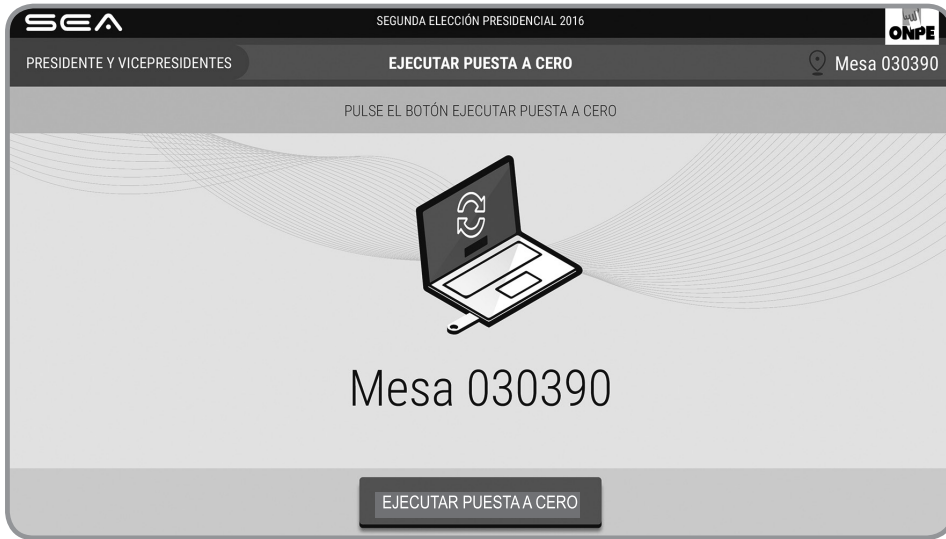 SEA
SEGUNDA ELECCIÓN PRESIDENCIAL 2016
ONPE
PRESIDENTE Y VICEPRESIDENTES
EJECUTAR PUESTA A CERO
Mesa 030390
PULSE EL BOTÓN EJECUTAR PUESTA A CERO
Mesa 030390
EJECUTAR PUESTA A CERO